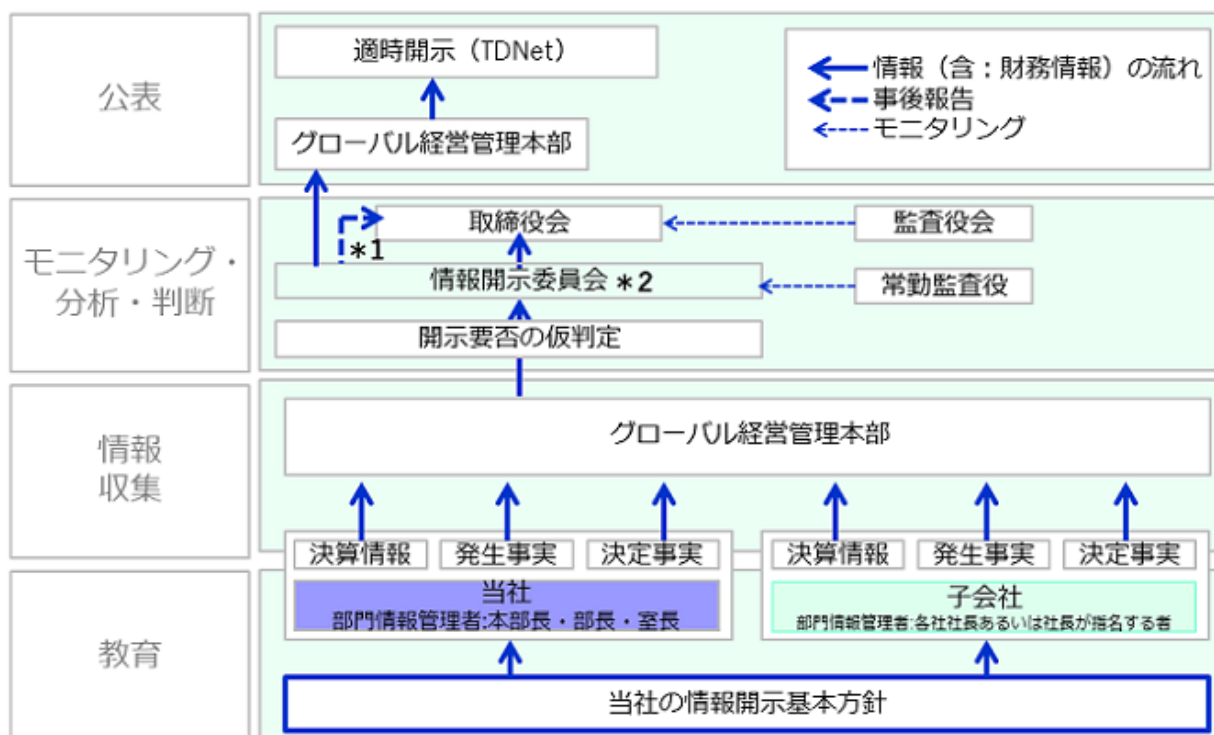 公表
適時開示（TDNet）
グローバル経営管理本部
情報（含：財務情報）の流れ
事後報告
モニタリング
モニタリング・
分析・判断
取締役会
監査役会
＊1
情報開示委員会＊2
常勤監査役
開示要否の仮判定
情報
収集
グローバル経営管理本部
決算情報
発生事実
決定事実
決算情報
発生事実
決定事実
教育
当社
部門情報管理者:本部長・部長・室長
子会社
部門情報管理者:各社社長あるいは社長が指名する者
当社の情報開示基本方針